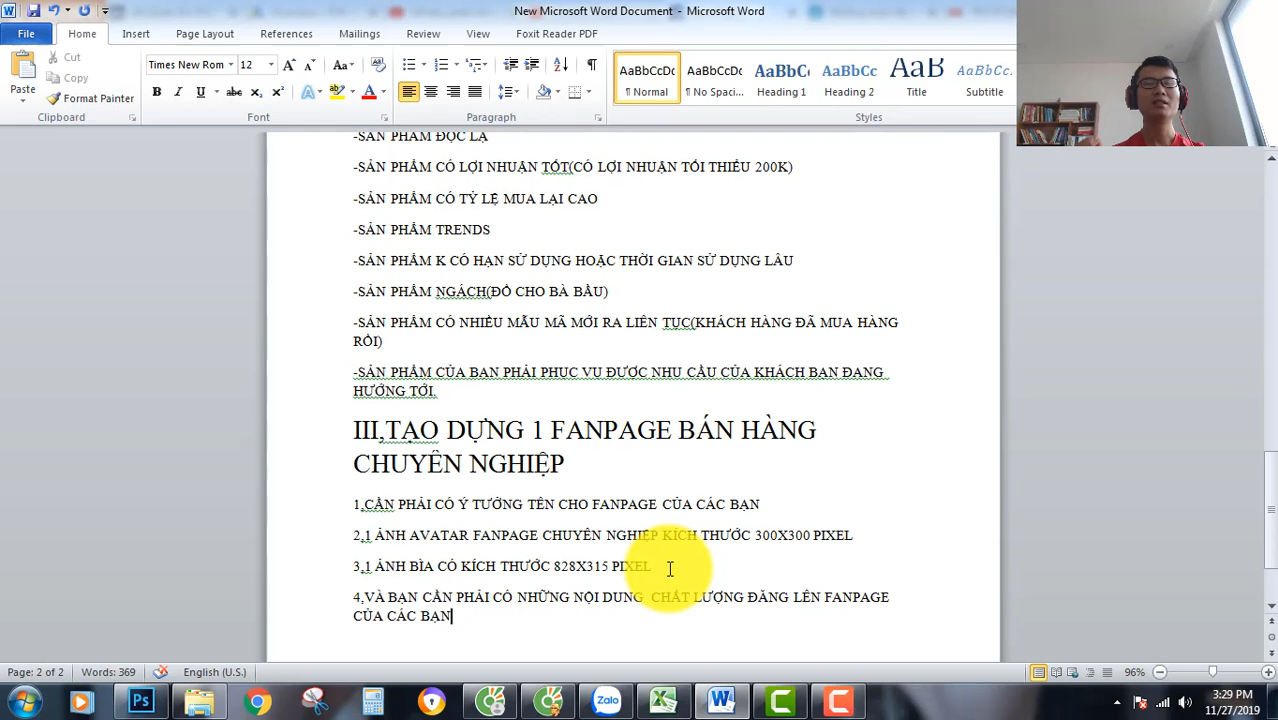 New Microsoft Word Document - Microsoft Word
File Home Insert Page Layout References Mailings Review View Foxit Reader PDF
Paste
Cut
Copy
Format Painter
Clipboard
Times New Rom 12
Font
Paragraph
AaBbCcDc AaBbCcDc AaBbCc AaBbCc AaB AaBbCcD
¶ Normal ¶ No Spaci... Heading 1 Heading 2 Title Subtitle
Styles
-SẢN PHẨM ĐỘC LẠ
-SẢN PHẨM CÓ LỢI NHUẬN TỐT(CÓ LỢI NHUẬN TỐI THIỂU 200K)
-SẢN PHẨM CÓ TỶ LỆ MUA LẠI CAO
-SẢN PHẨM TRENDS
-SẢN PHẨM K CÓ HẠN SỬ DỤNG HOẶC THỜI GIAN SỬ DỤNG LÂU
-SẢN PHẨM NGÁCH(ĐỒ CHO BÀ BẦU)
-SẢN PHẨM CÓ NHIỀU MẪU MÃ MỚI RA LIÊN TỤC(KHÁCH HÀNG ĐÃ MUA HÀNG
RỒI)
-SẢN PHẨM CỦA BẠN PHẢI PHỤC VỤ ĐƯỢC NHU CẦU CỦA KHÁCH BẠN ĐANG
HƯỚNG TỚI.
III,TẠO DỰNG 1 FANPAGE BÁN HÀNG
CHUYÊN NGHIỆP
1,CẦN PHẢI CÓ Ý TƯỞNG TÊN CHO FANPAGE CỦA CÁC BẠN
2,1 ẢNH AVATAR FANPAGE CHUYÊN NGHIỆP KÍCH THƯỚC 300X300 PIXEL
3,1 ẢNH BÌA CÓ KÍCH THƯỚC 828X315 PIXEL
4,VÀ BẠN CẦN PHẢI CÓ NHỮNG NỘI DUNG CHẤT LƯỢNG ĐĂNG LÊN FANPAGE
CỦA CÁC BẠN
Page: 2 of 2 Words: 369 English (U.S.) 96%
Ps Zalo
3:29 PM
11/27/2019